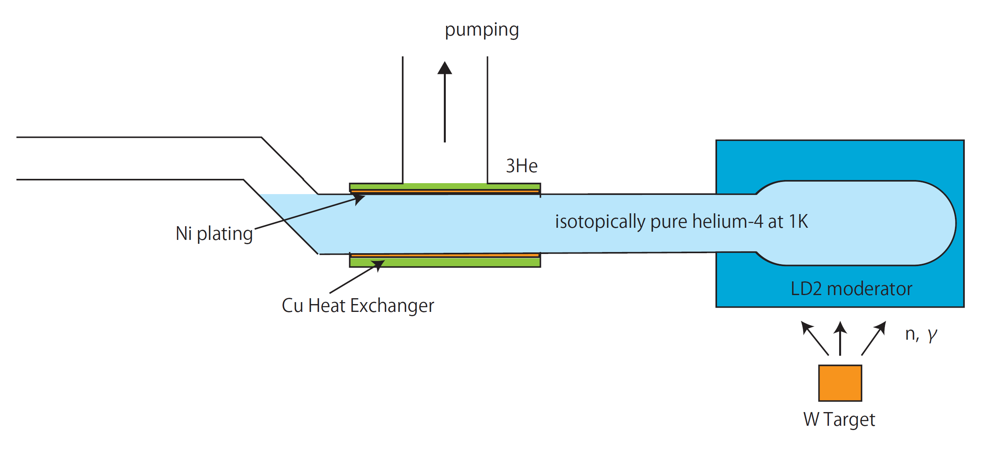 pumping
3He
isotopically pure helium-4 at 1K
Ni plating
LD2 moderator
Cu Heat Exchanger
n, γ
W Target